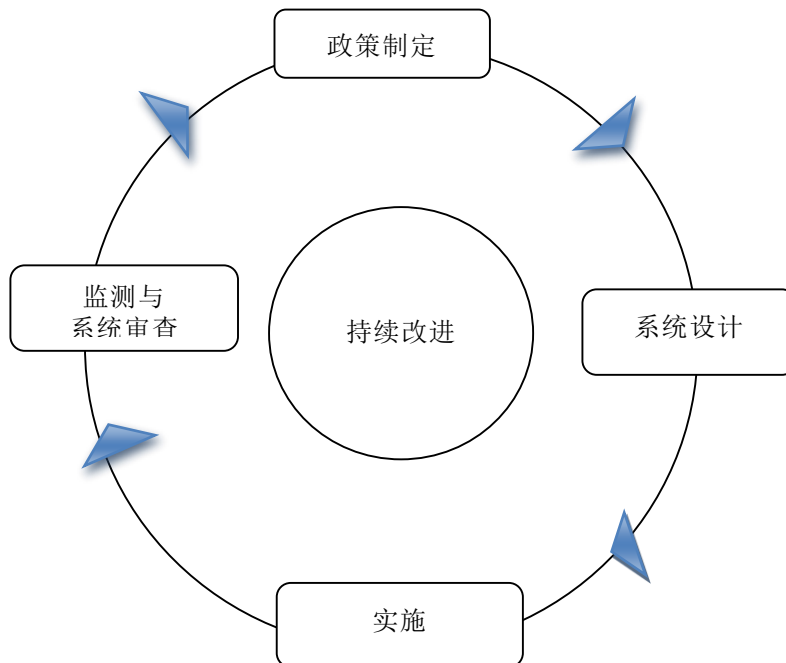 政策制定
监测与
系统审查
持续改进
系统设计
实施